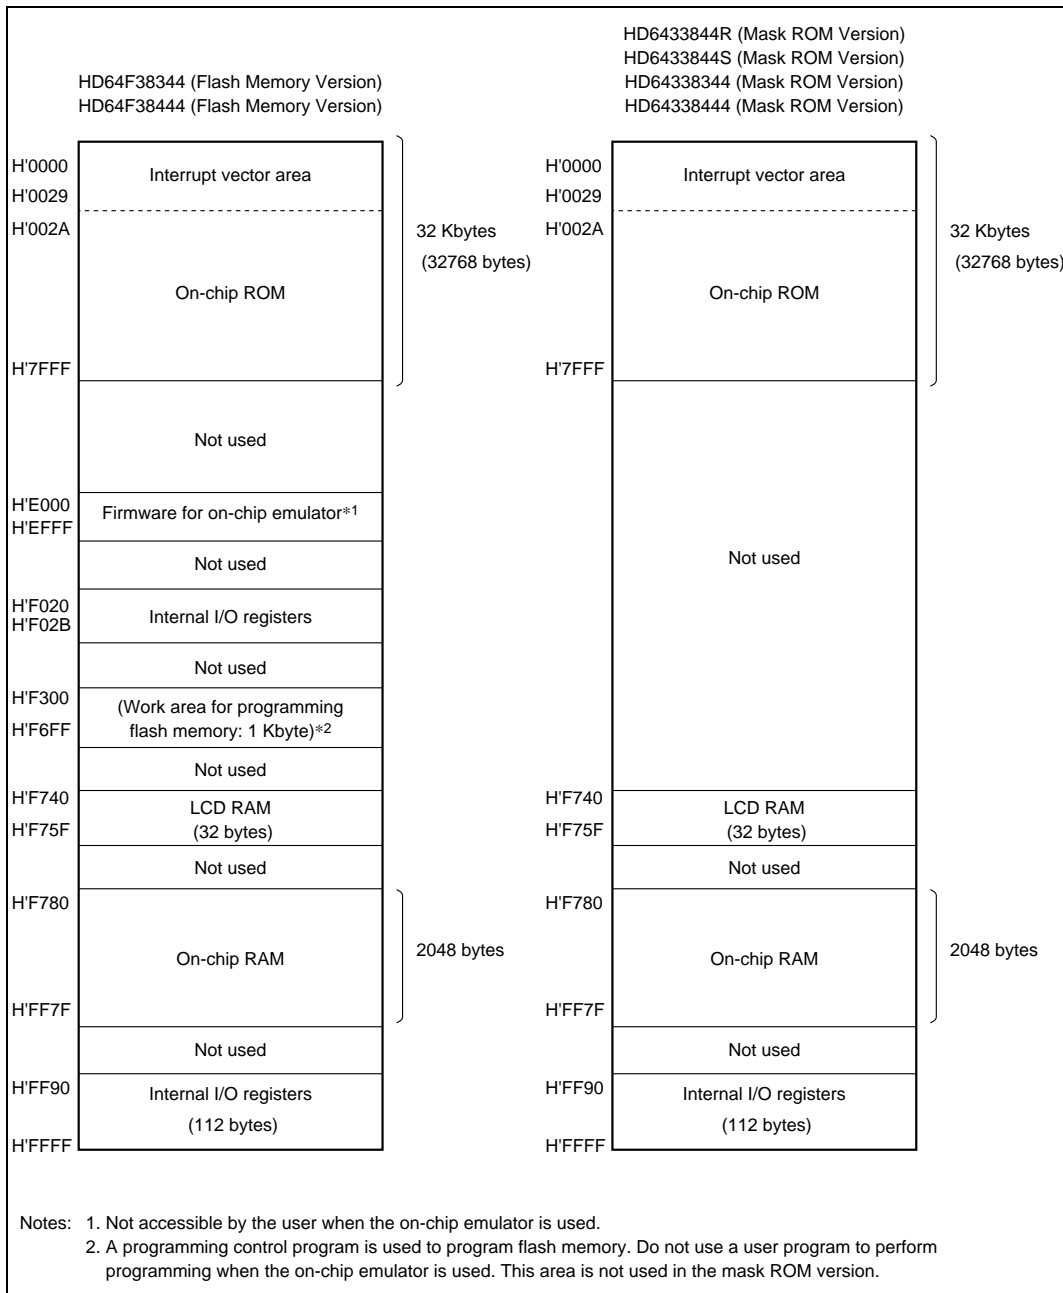 HD64F38344 (Flash Memory Version)
HD64F38444 (Flash Memory Version)
H'0000
Interrupt vector area
H'0029
H'002A
On-chip ROM
H'7FFF
32 Kbytes
(32768 bytes)
Not used
H'E000
Firmware for on-chip emulator*1
H'EFFF
Not used
H'F020
Internal I/O registers
H'F02B
Not used
H'F300
(Work area for programming
H'F6FF
flash memory: 1 Kbyte)*2
Not used
H'F740
LCD RAM
H'F75F
(32 bytes)
Not used
H'F780
On-chip RAM
2048 bytes
H'FF7F
Not used
H'FF90
Internal I/O registers
(112 bytes)
H'FFFF
HD6433844R (Mask ROM Version)
HD6433844S (Mask ROM Version)
HD64338344 (Mask ROM Version)
HD64338444 (Mask ROM Version)
H'0000
Interrupt vector area
H'0029
H'002A
On-chip ROM
H'7FFF
32 Kbytes
(32768 bytes)
Not used
H'F740
LCD RAM
H'F75F
(32 bytes)
Not used
H'F780
On-chip RAM
2048 bytes
H'FF7F
Not used
H'FF90
Internal I/O registers
(112 bytes)
H'FFFF
Notes: 1. Not accessible by the user when the on-chip emulator is used.
2. A programming control program is used to program flash memory. Do not use a user program to perform
programming when the on-chip emulator is used. This area is not used in the mask ROM version.